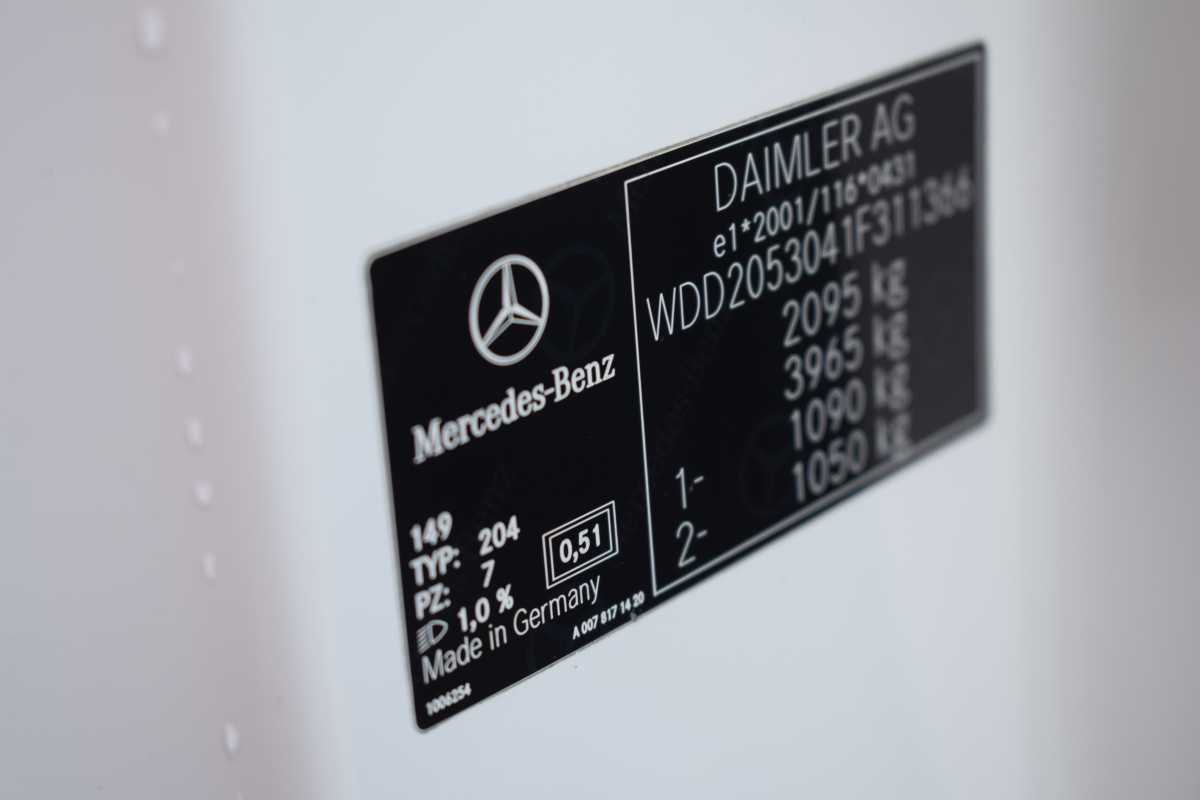 Mercedes-Benz
149
TYP: 204
PZ: 7
1,0 %
0,51
Made in Germany
A 007 817 14 20
1006254
DAIMLER AG
e1*2001/116*0431
WDD2053041F311366
2095 kg
3965 kg
1- 1090 kg
2- 1050 kg